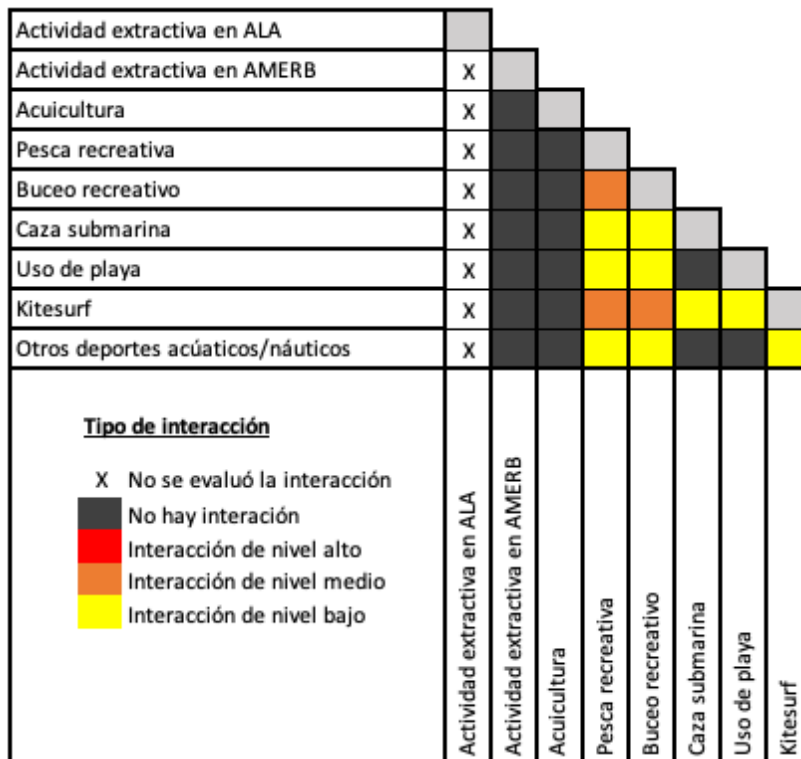 Actividad extractiva en ALA
Actividad extractiva en AMERB
X
Acuicultura
X
Pesca recreativa
X
Buceo recreativo
X
Caza submarina
X
Uso de playa
X
Kitesurf
X
Otros deportes acúaticos/náuticos
X
Tipo de interacción
X No se evaluó la interacción
No hay interación
Interacción de nivel alto
Interacción de nivel medio
Interacción de nivel bajo
Actividad extractiva en ALA
Actividad extractiva en AMERB
Acuicultura
Pesca recreativa
Buceo recreativo
Caza submarina
Uso de playa
Kitesurf